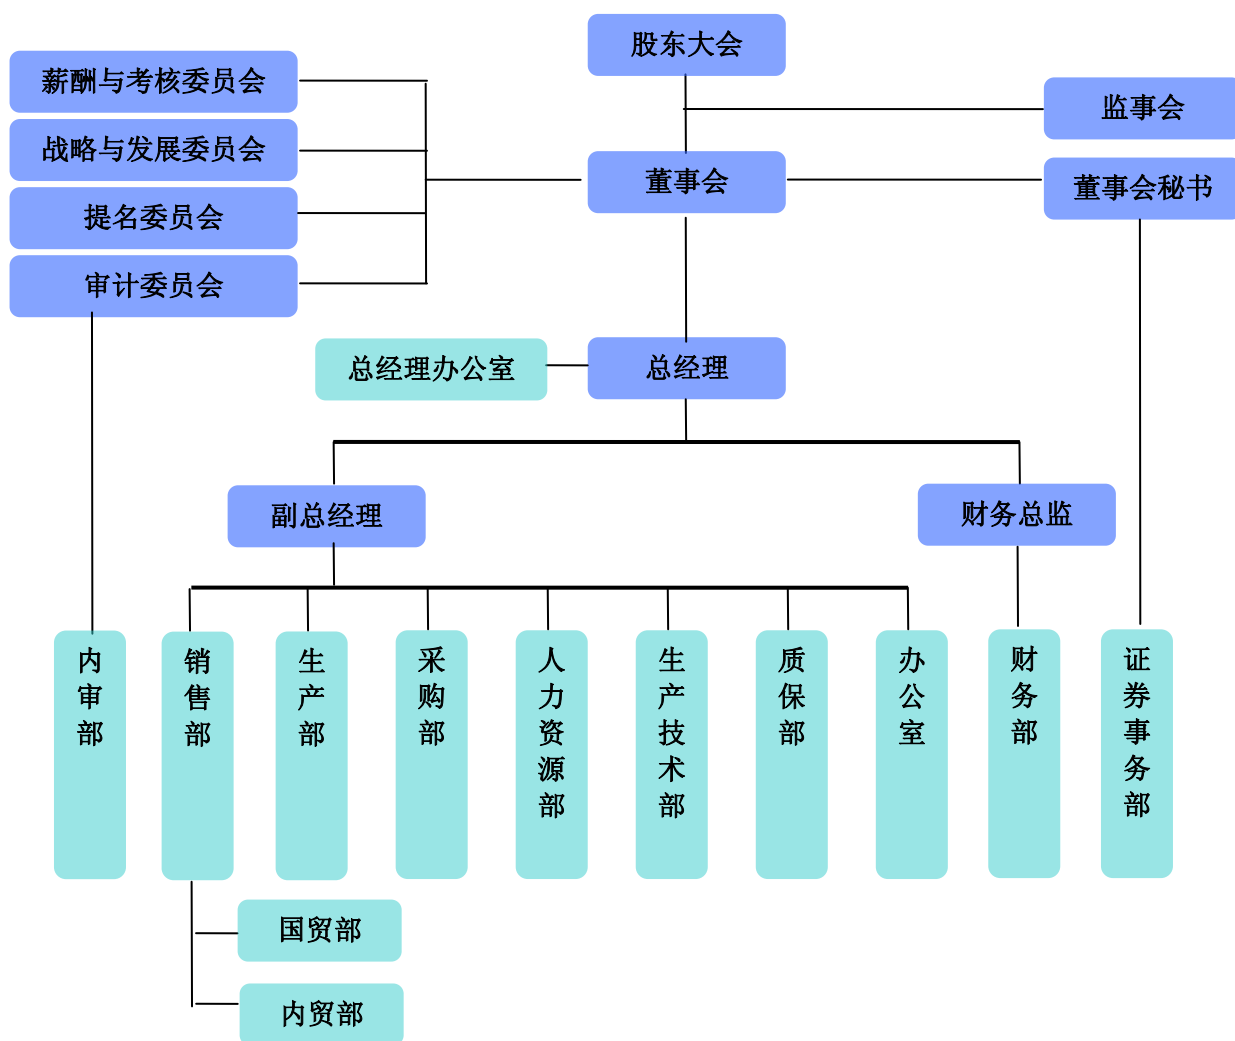 股东大会
薪酬与考核委员会
监事会
战略与发展委员会
董事会
董事会秘书
提名委员会
审计委员会
总经理办公室
总经理
副总经理
财务总监
内审部
销售部
生产部
采购部
人力资源部
生产技术部
质保部
办公室
财务部
证券事务部
国贸部
内贸部